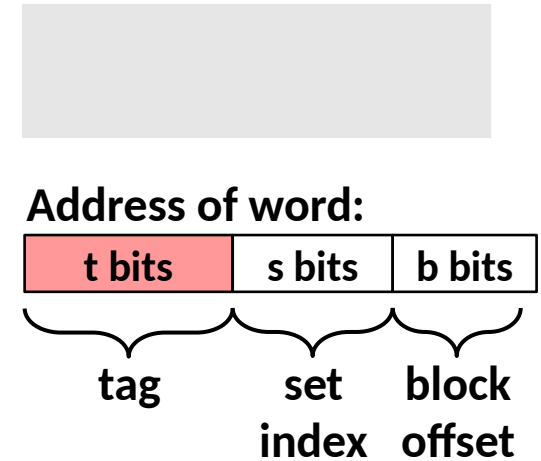 Address of word:
t bits s bits b bits
tag set block
index offset